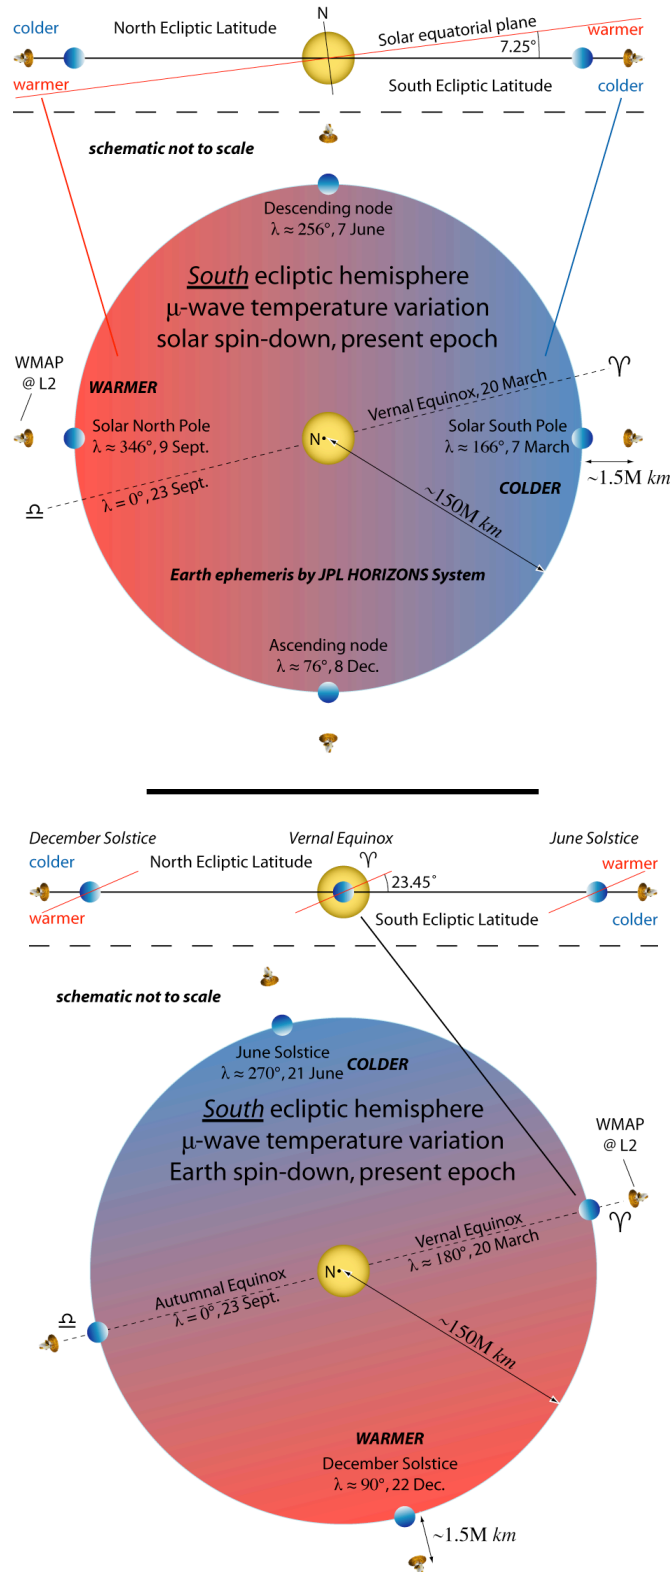 N
colder
North Ecliptic Latitude
Solar equatorial plane
warmer
7.25°
warmer
South Ecliptic Latitude
colder
schematic not to scale
Descending node
λ ≈ 256°, 7 June
South ecliptic hemisphere
μ-wave temperature variation
solar spin-down, present epoch
WMAP
@ L2
WARMER
Vernal Equinox, 20 March
♈
Solar North Pole
λ ≈ 346°, 9 Sept.
N
Solar South Pole
λ ≈ 166°, 7 March
~1.5M km
COLDER
λ = 0°, 23 Sept.
♎
~150M km
Earth ephemeris by JPL HORIZONS System
Ascending node
λ ≈ 76°, 8 Dec.
December Solstice
Vernal Equinox
June Solstice
colder
North Ecliptic Latitude
♈
warmer
23.45°
warmer
South Ecliptic Latitude
colder
schematic not to scale
June Solstice
λ ≈ 270°, 21 June
COLDER
South ecliptic hemisphere
μ-wave temperature variation
Earth spin-down, present epoch
WMAP
@ L2
Vernal Equinox
λ ≈ 180°, 20 March
♈
N
Autumnal Equinox
λ = 0°, 23 Sept.
♎
~150M km
WARMER
December Solstice
λ ≈ 90°, 22 Dec.
~1.5M km